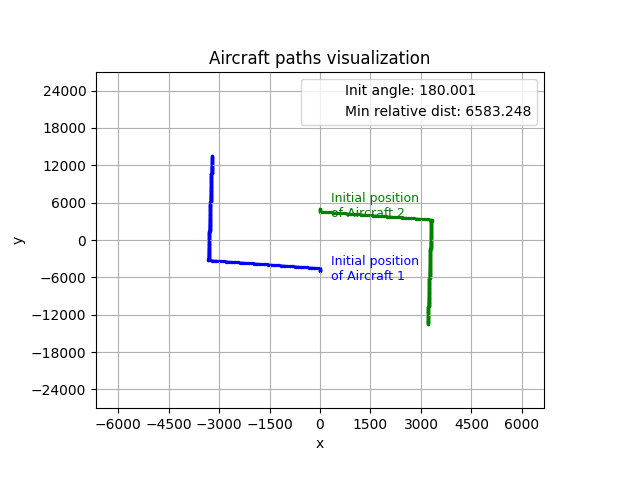 Aircraft paths visualization
Init angle: 180.001
Min relative dist: 6583.248
24000
18000
12000
6000
0
−6000
−12000
−18000
−24000
y
Initial position
of Aircraft 2
Initial position
of Aircraft 1
−6000 −4500 −3000 −1500 0 1500 3000 4500 6000
x